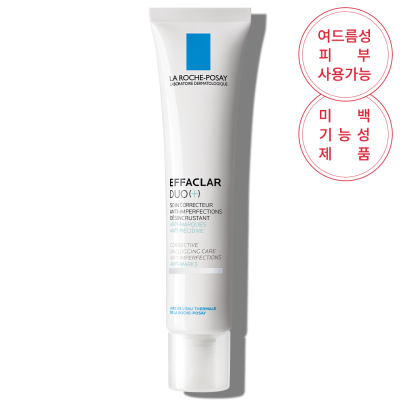 LA ROCHE-POSAY
LABORATOIRE DERMATOLOGIQUE
EFFACLAR
DUO(+)
SOIN CORRECTEUR
ANTI-IMPERFECTIONS
DÉSINCRUSTANT
ANTI-MARQUES
ANTI-RÉCIDIVE
CORRECTIVE
UNCLOGGING CARE
ANTI-IMPERFECTIONS
ANTI-MARKS
AVEC DE L'EAU THERMALE
DE LA ROCHE-POSAY
여드름성
피 부
사용가능
미 백
기능성
제 품